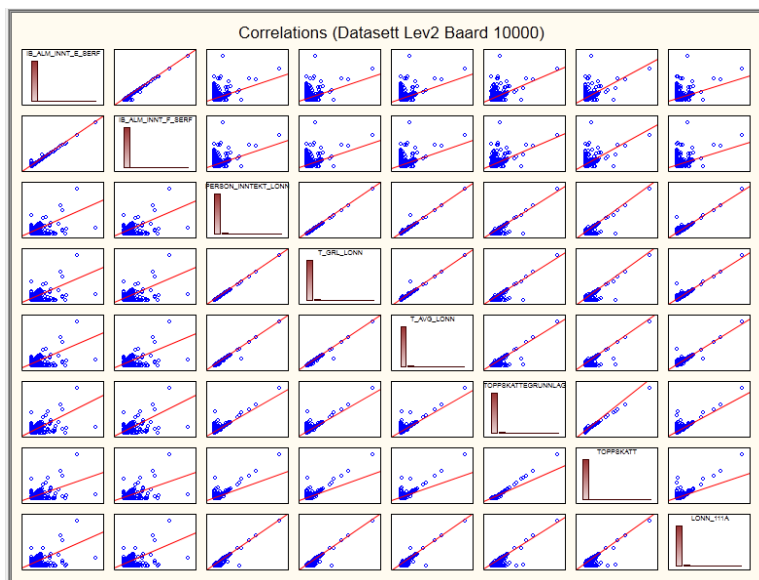 Correlations (Datasett Lev2 Baard 10000)
IB_ALM_INNT_E_SERF
IB_ALM_INNT_F_SERF
PERSON_INNTEKT_LONN
T_GRL_LONN
T_AVG_LONN
TOPPSKATTEGRUNNLAG
TOPPSKATT
LONN_111A